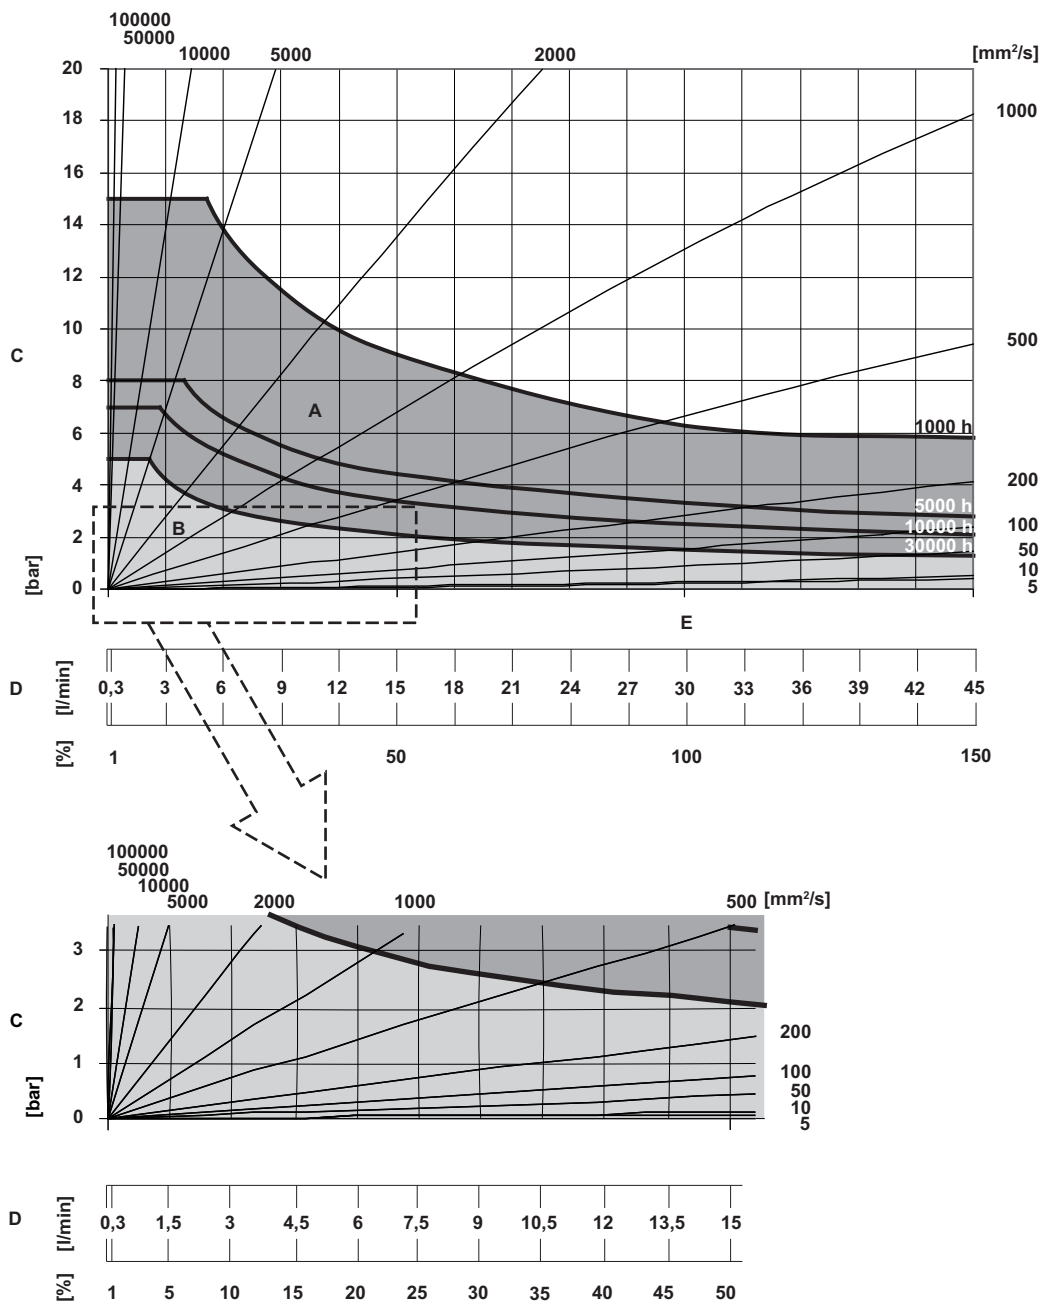 100000
50000
10000 5000 2000 [mm²/s]
20
18 1000
16
14
12
10
500
C
8
A
6 1000 h
4 200
5000 h
B 10000 h 100
2 30000 h 50
[bar] 10
0 5
E
D [l/min] 0,3 3 6 9 12 15 18 21 24 27 30 33 36 39 42 45
[%] 1 50 100 150
100000
50000
10000
5000 2000 1000 500 [mm²/s]
3
2
C 200
1 100
[bar] 50
10
0 5
D [l/min] 0,3 1,5 3 4,5 6 7,5 9 10,5 12 13,5 15
[%] 1 5 10 15 20 25 30 35 40 45 50